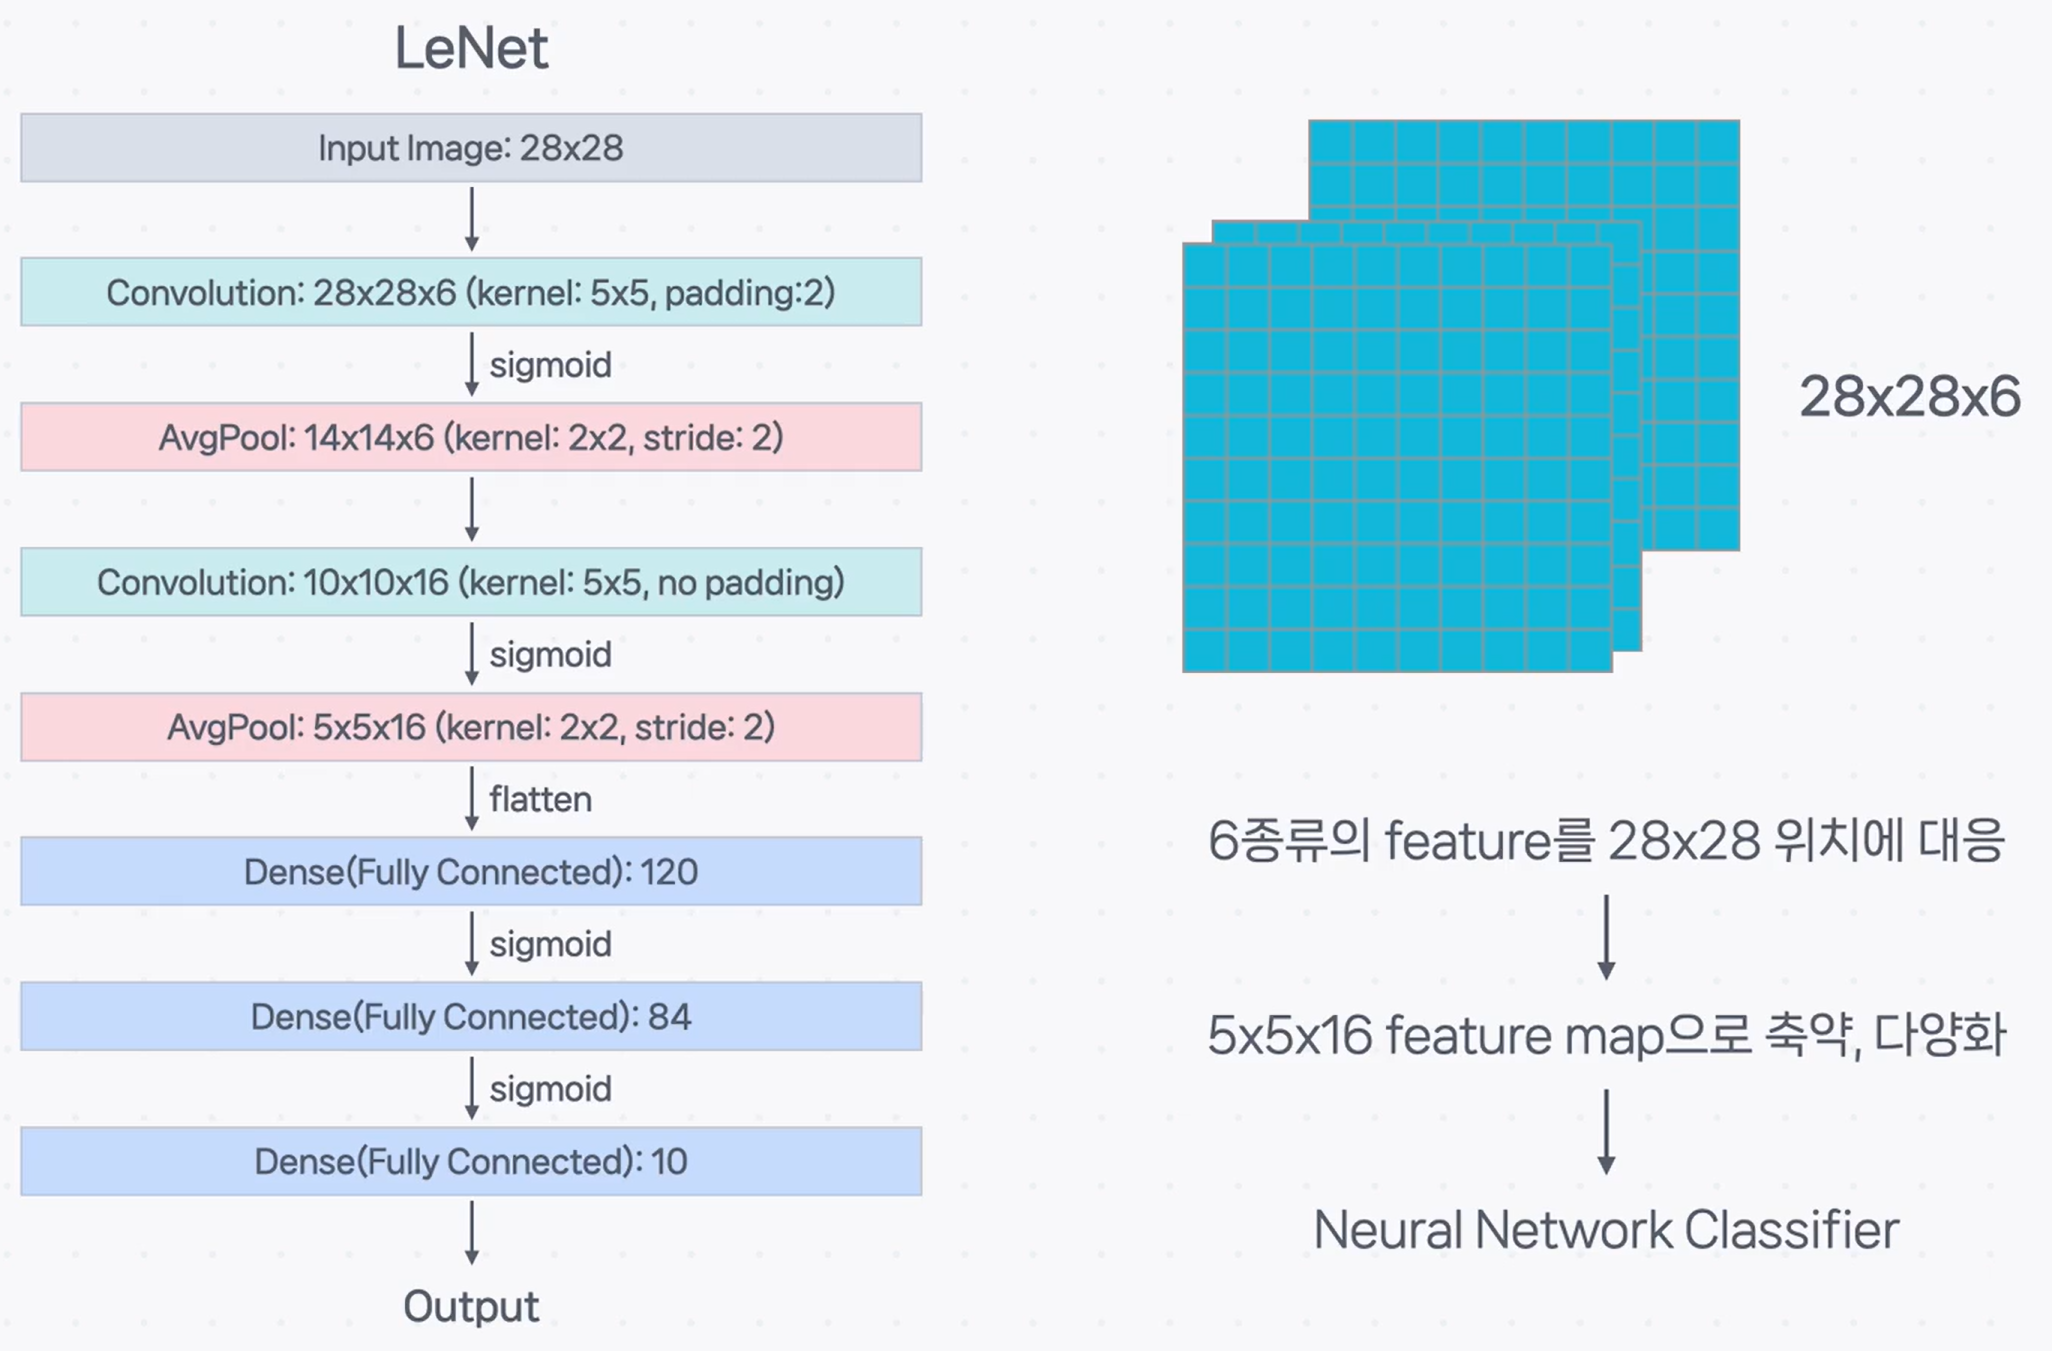 LeNet
Input Image: 28x28
Convolution: 28x28x6 (kernel: 5x5, padding:2)
sigmoid
AvgPool: 14x14x6 (kernel: 2x2, stride: 2)
Convolution: 10x10x16 (kernel: 5x5, no padding)
sigmoid
AvgPool: 5x5x16 (kernel: 2x2, stride: 2)
flatten
Dense(Fully Connected): 120
sigmoid
Dense(Fully Connected): 84
sigmoid
Dense(Fully Connected): 10
Output
28x28x6
6종류의 feature를 28x28 위치에 대응
5x5x16 feature map으로 축약, 다양화
Neural Network Classifier